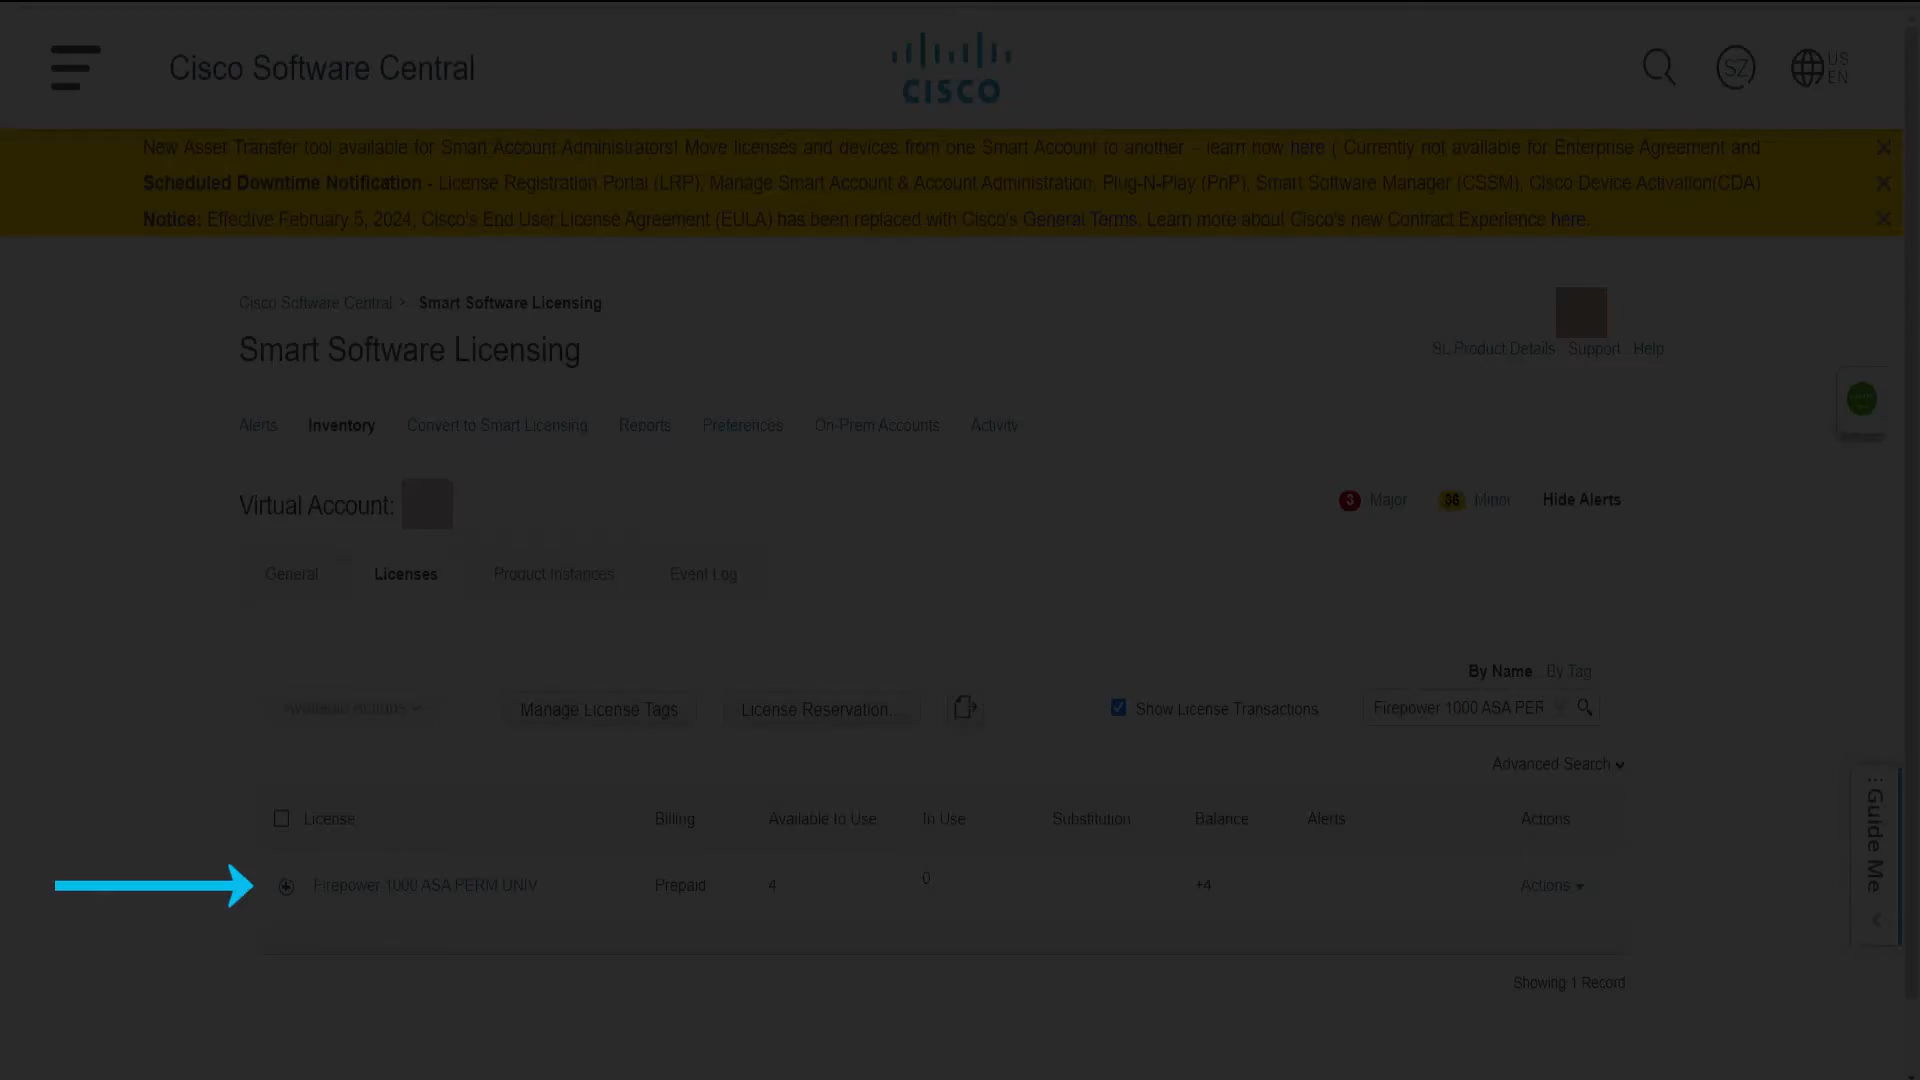 Cisco Software Central
CISCO
SZ
US
EN
New Asset Transfer tool available for Smart Account Administrators! Move licenses and devices from one Smart Account to another - learn how here ( Currently not available for Enterprise Agreement and
Scheduled Downtime Notification - License Registration Portal (LRP), Manage Smart Account & Account Administration, Plug-N-Play (PnP), Smart Software Manager (CSSM), Cisco Device Activation(CDA)
Notice: Effective February 5, 2024, Cisco's End User License Agreement (EULA) has been replaced with Cisco's General Terms. Learn more about Cisco's new Contract Experience here.
Cisco Software Central > Smart Software Licensing
Smart Software Licensing
SL Product Details Support Help
Alerts Inventory Convert to Smart Licensing Reports Preferences On-Prem Accounts Activity
Virtual Account:
3 Major 36 Minor Hide Alerts
General Licenses Product Instances Event Log
By Name By Tag
Available Actions Manage License Tags License Reservation... Show License Transactions Firepower 1000 ASA PER
Advanced Search
License Billing Available to Use In Use Substitution Balance Alerts Actions
Firepower 1000 ASA PERM UNIV Prepaid 4 0 +4 Actions
Showing 1 Record
Guide Me